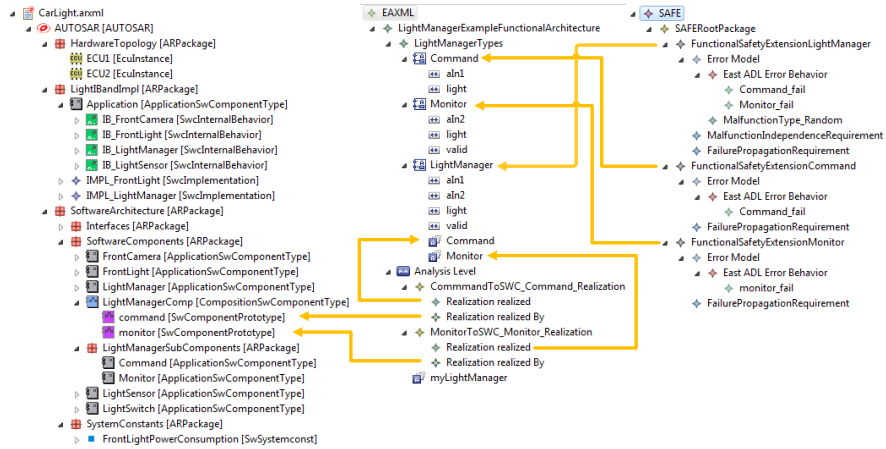 CarLight.arxml
AUTOSAR [AUTOSAR]
HardwareTopology [ARPackage]
ECU1 [EcuInstance]
ECU2 [EcuInstance]
LightIBandImpl [ARPackage]
Application [ApplicationSwComponentType]
IB_FrontCamera [SwcInternalBehavior]
IB_FrontLight [SwcInternalBehavior]
IB_LightManager [SwcInternalBehavior]
IB_LightSensor [SwcInternalBehavior]
IMPL_FrontLight [SwcImplementation]
IMPL_LightManager [SwcImplementation]
SoftwareArchitecture [ARPackage]
Interfaces [ARPackage]
SoftwareComponents [ARPackage]
FrontCamera [ApplicationSwComponentType]
FrontLight [ApplicationSwComponentType]
LightManager [ApplicationSwComponentType]
LightManagerComp [CompositionSwComponentType]
command [SwComponentPrototype]
monitor [SwComponentPrototype]
LightManagerSubComponents [ARPackage]
Command [ApplicationSwComponentType]
Monitor [ApplicationSwComponentType]
LightSensor [ApplicationSwComponentType]
LightSwitch [ApplicationSwComponentType]
SystemConstants [ARPackage]
FrontLightPowerConsumption [SwSystemconst]
EAXML
LightManagerExampleFunctionalArchitecture
LightManagerTypes
Command
aIn1
light
Monitor
aIn2
light
valid
LightManager
aIn1
aIn2
light
valid
Command
Monitor
Analysis Level
CommmandToSWC_Command_Realization
Realization realized
Realization realized By
MonitorToSWC_Monitor_Realization
Realization realized
Realization realized By
myLightManager
SAFE
SAFERootPackage
FunctionalSafetyExtensionLightManager
Error Model
East ADL Error Behavior
Command_fail
Monitor_fail
MalfunctionType_Random
MalfunctionIndependenceRequirement
FailurePropagationRequirement
FunctionalSafetyExtensionCommand
Error Model
East ADL Error Behavior
Command_fail
FailurePropagationRequirement
FunctionalSafetyExtensionMonitor
Error Model
East ADL Error Behavior
monitor_fail
FailurePropagationRequirement